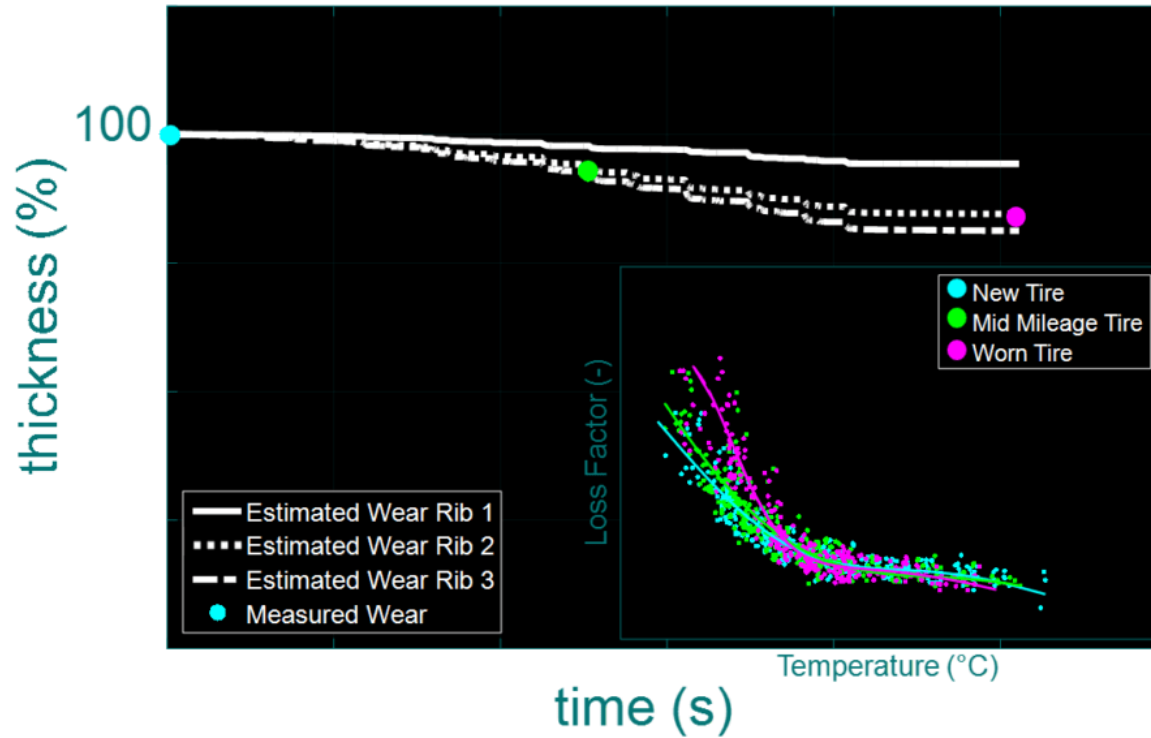 100
thickness (%)
Estimated Wear Rib 1
Estimated Wear Rib 2
Estimated Wear Rib 3
Measured Wear
New Tire
Mid Mileage Tire
Worn Tire
Loss Factor (-)
Temperature (°C)
time (s)